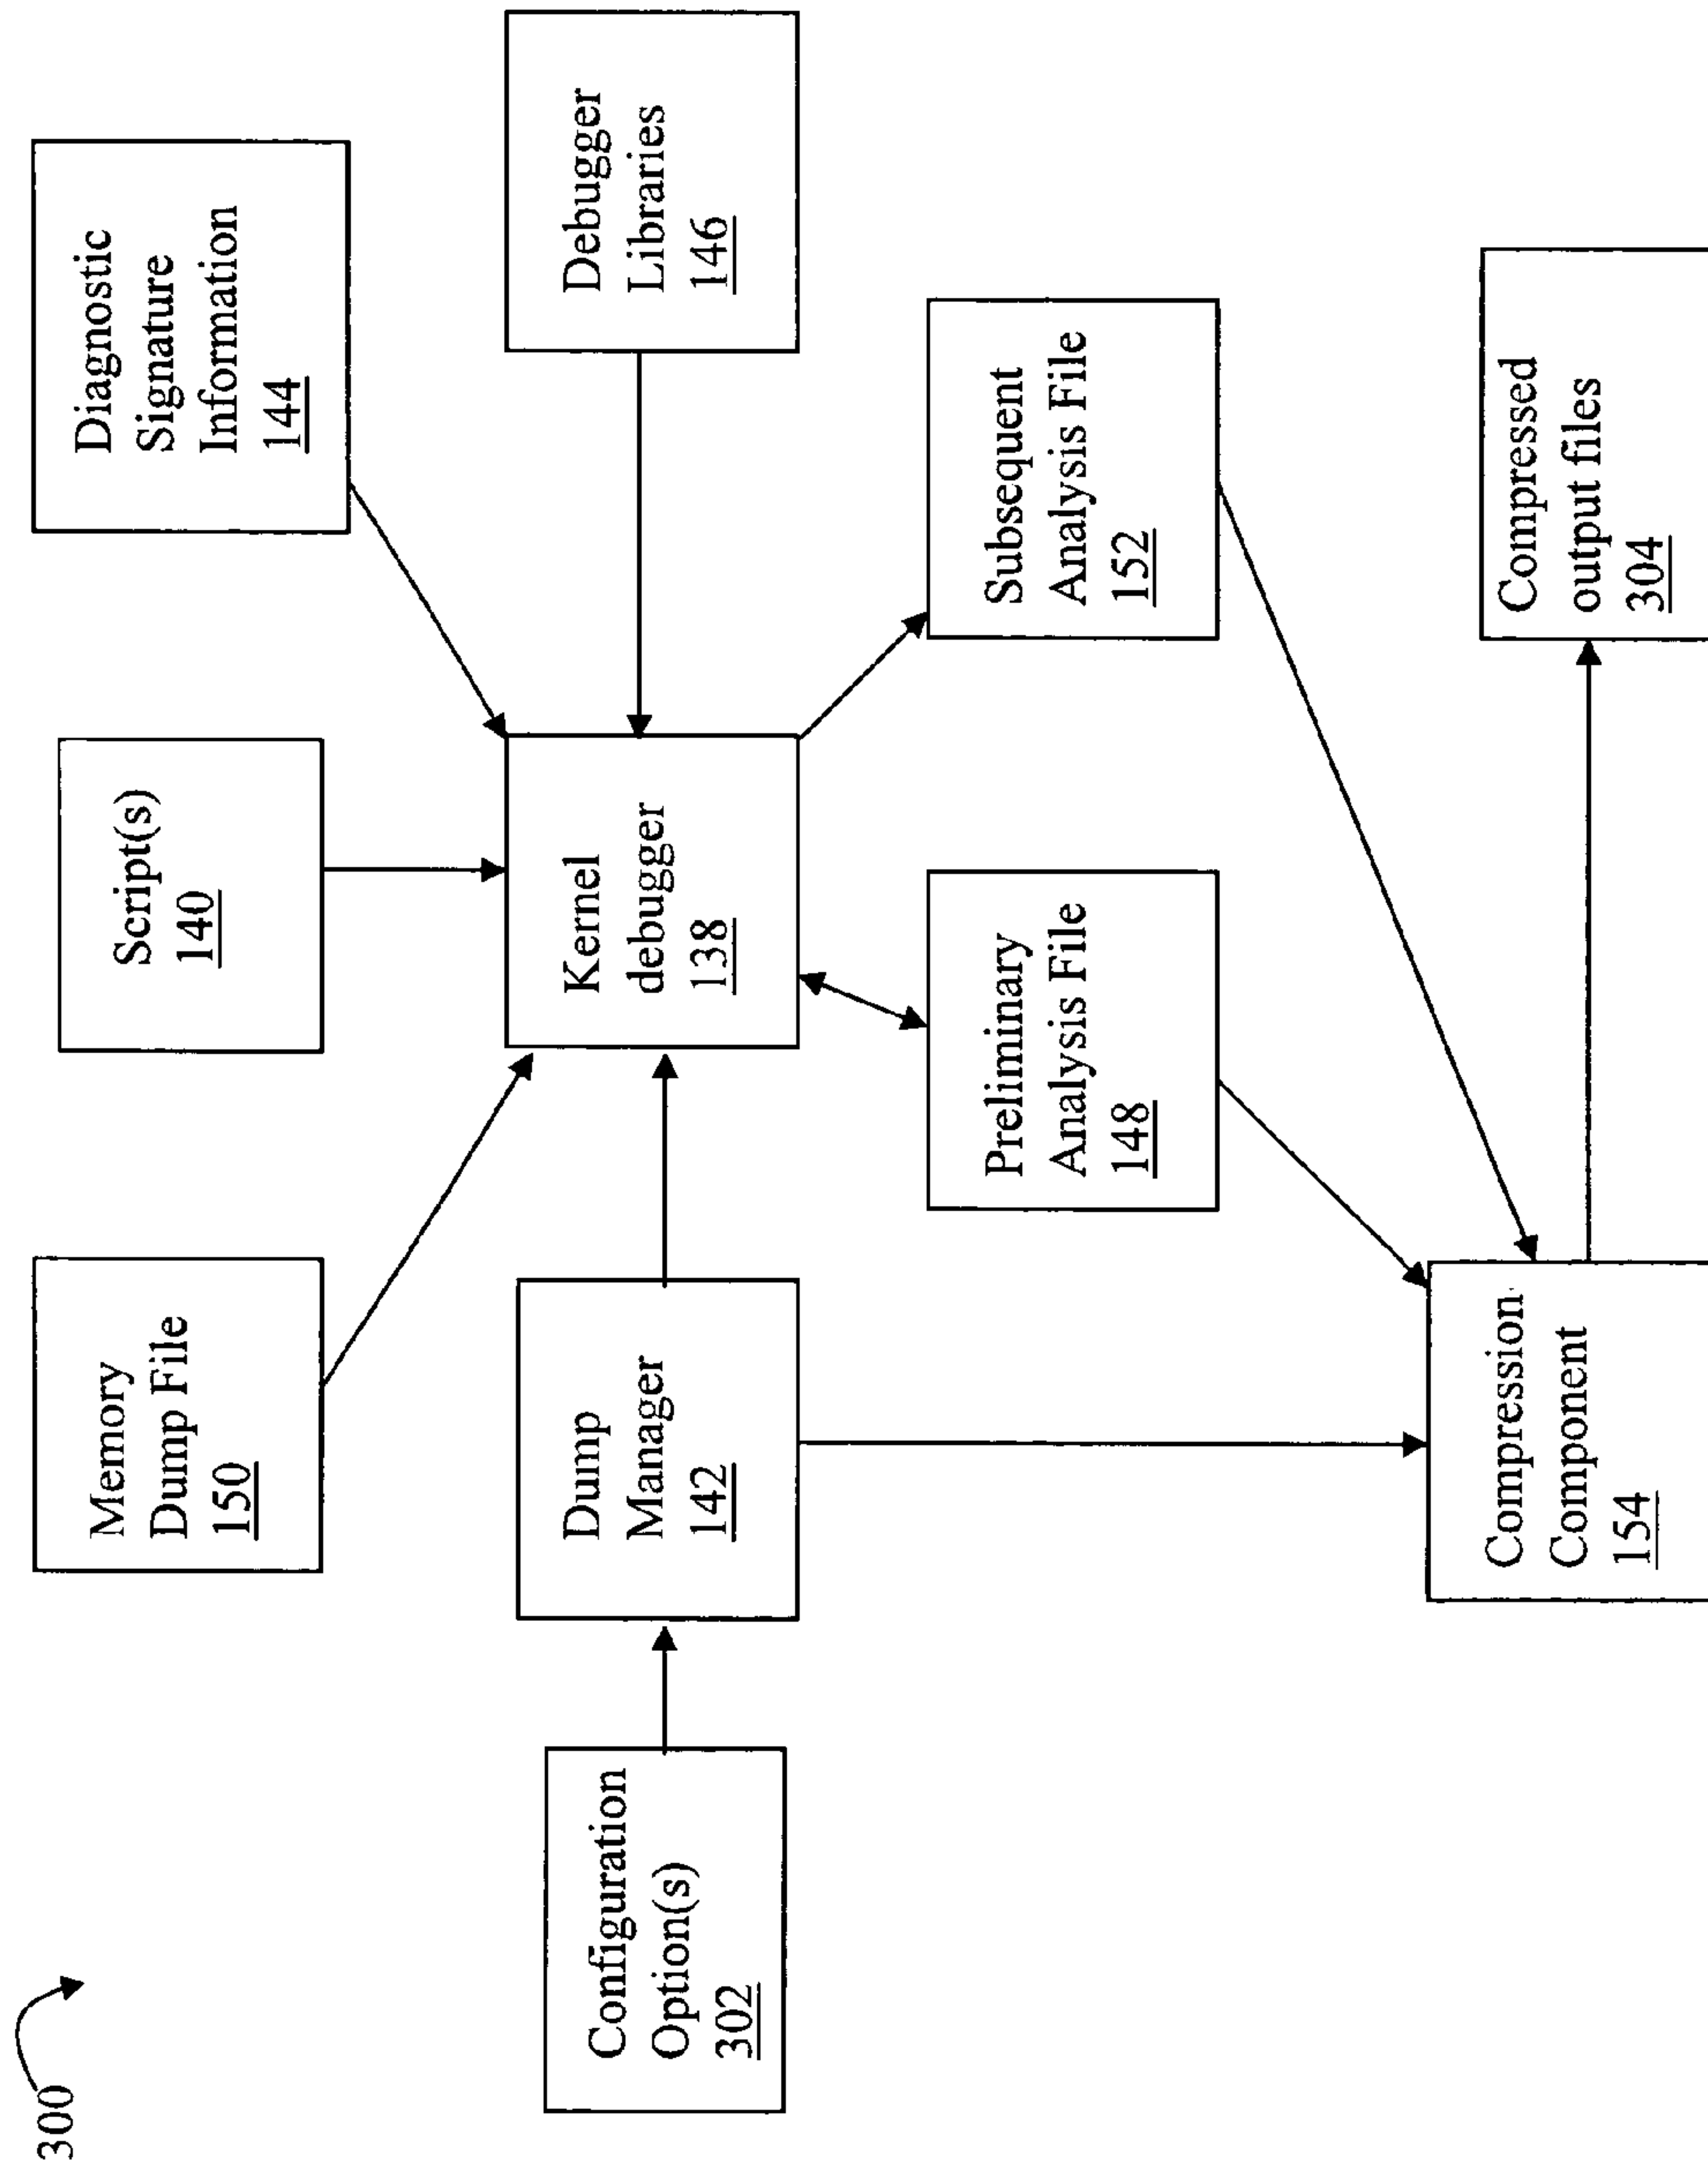 300
Memory
Dump File
150
Script(s)
140
Diagnostic
Signature
Information
144
Configuration
Option(s)
302
Dump
Manager
142
Kernel
debugger
138
Debugger
Libraries
146
Preliminary
Analysis File
148
Subsequent
Analysis File
152
Compression
Component
154
Compressed
output files
304